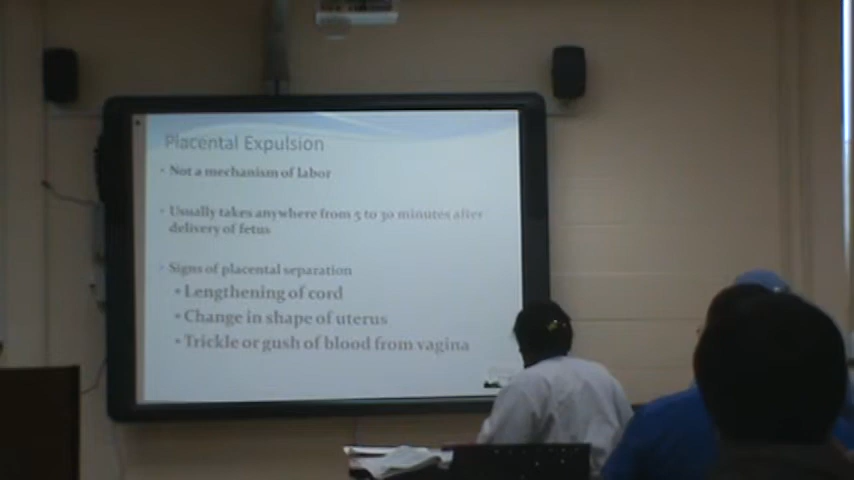 Placental Expulsion
• Not a mechanism of labor
• Usually takes anywhere from 5 to 30 minutes after
delivery of fetus
• Signs of placental separation
• Lengthening of cord
• Change in shape of uterus
• Trickle or gush of blood from vagina